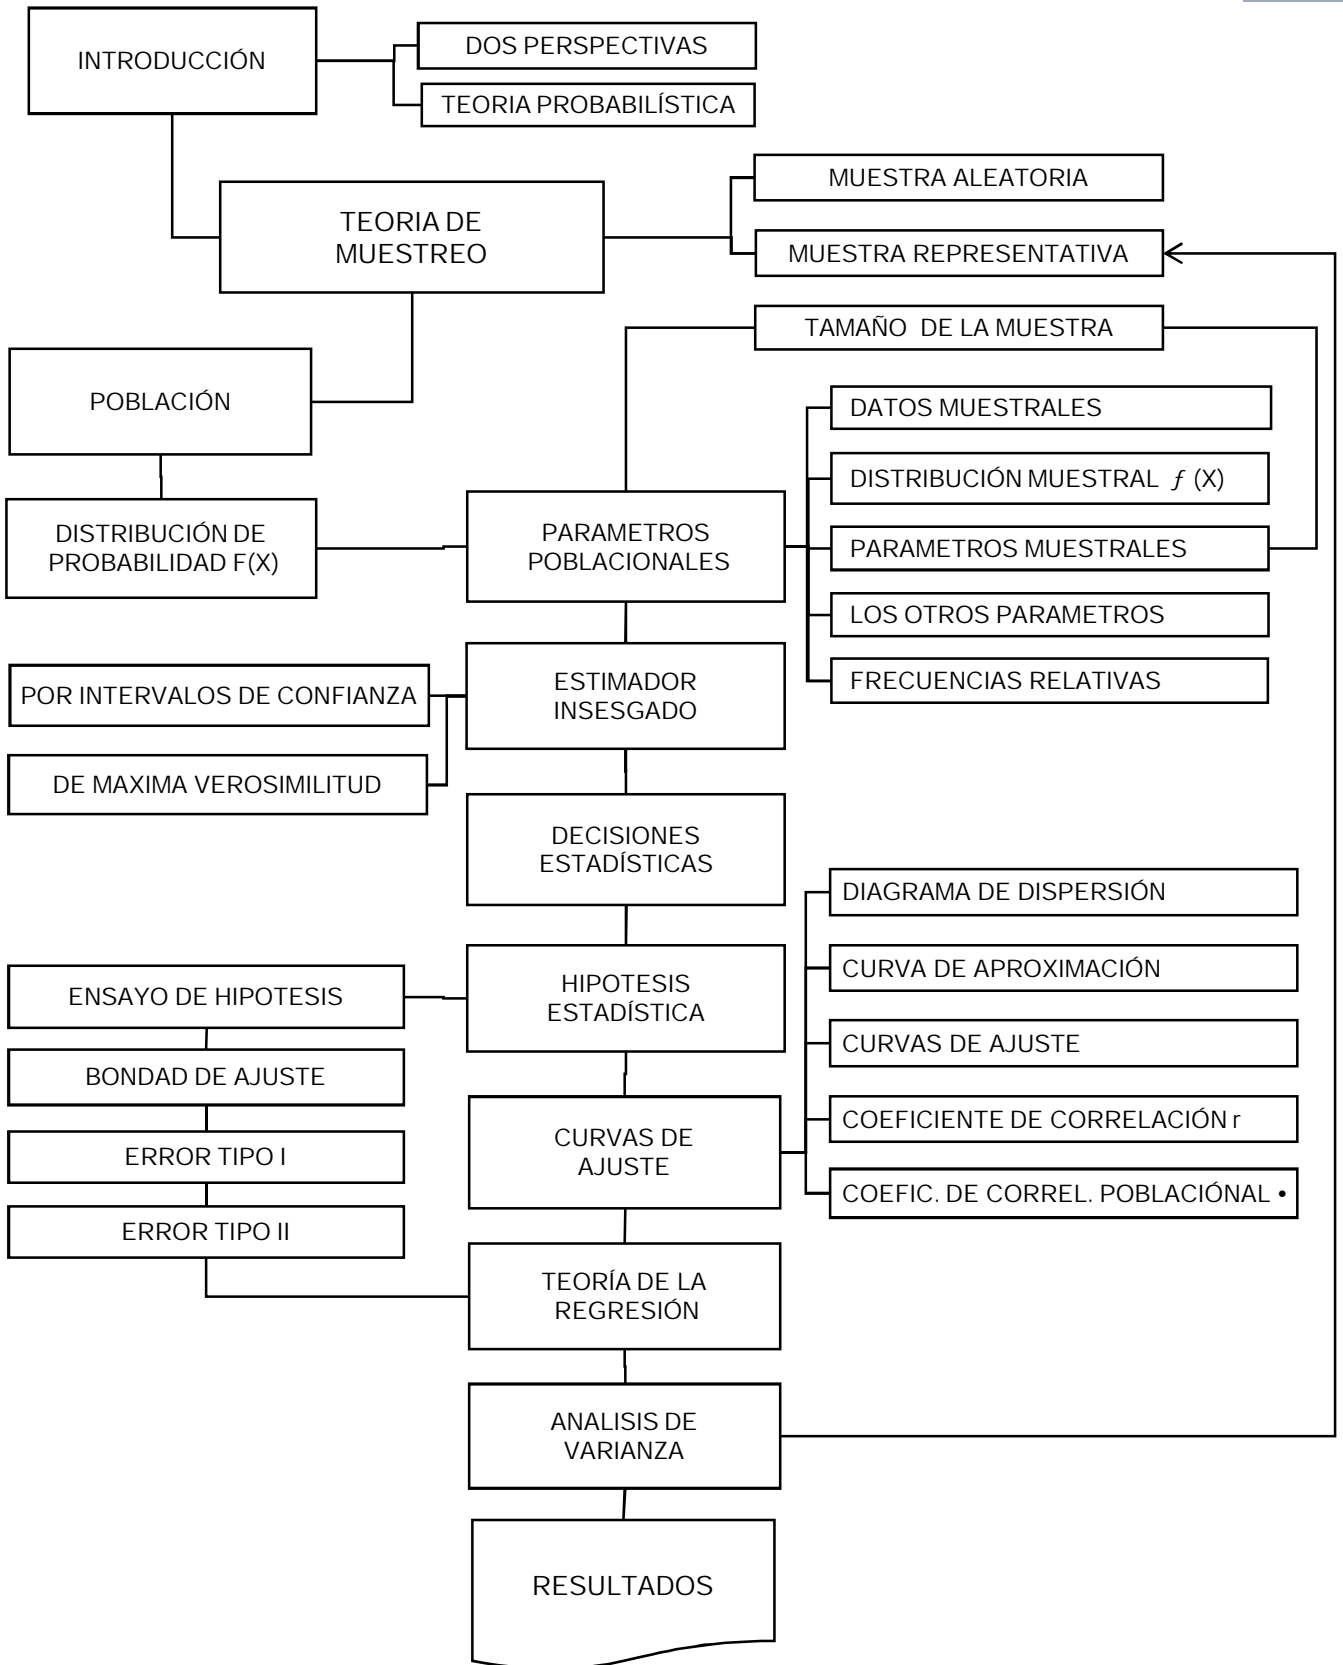 INTRODUCCIÓN
DOS PERSPECTIVAS
TEORIA PROBABILÍSTICA
TEORIA DE
MUESTREO
MUESTRA ALEATORIA
MUESTRA REPRESENTATIVA
TAMAÑO DE LA MUESTRA
POBLACIÓN
DATOS MUESTRALES
DISTRIBUCIÓN MUESTRAL ƒ (X)
DISTRIBUCIÓN DE
PROBABILIDAD F(X)
PARAMETROS
POBLACIONALES
PARAMETROS MUESTRALES
LOS OTROS PARAMETROS
FRECUENCIAS RELATIVAS
POR INTERVALOS DE CONFIANZA
ESTIMADOR
INSESGADO
DE MAXIMA VEROSIMILITUD
DECISIONES
ESTADÍSTICAS
DIAGRAMA DE DISPERSIÓN
CURVA DE APROXIMACIÓN
ENSAYO DE HIPOTESIS
HIPOTESIS
ESTADÍSTICA
CURVAS DE AJUSTE
BONDAD DE AJUSTE
COEFICIENTE DE CORRELACIÓN r
ERROR TIPO I
CURVAS DE
AJUSTE
COEFIC. DE CORREL. POBLACIÓNAL •
ERROR TIPO II
TEORÍA DE LA
REGRESIÓN
ANALISIS DE
VARIANZA
RESULTADOS